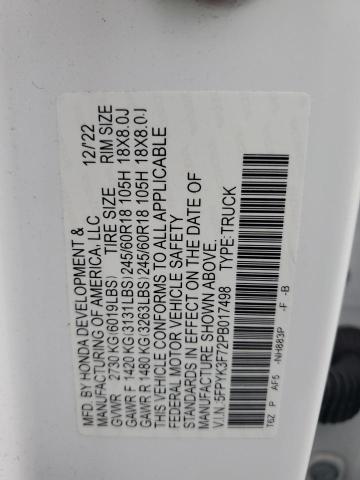 MFD. BY HONDA DEVELOPMENT &
MANUFACTURING OF AMERICA, LLC 12/'22
GVWR 2730 KG(6019LBS) TIRE SIZE RIM SIZE
GAWR F 1420 KG(3131LBS)245/60R18 105H 18X8.0J
GAWR R 1480 KG(3263LBS)245/60R18 105H 18X8.0J
THIS VEHICLE CONFORMS TO ALL APPLICABLE
FEDERAL MOTOR VEHICLE SAFETY
STANDARDS IN EFFECT ON THE DATE OF
MANUFACTURE SHOWN ABOVE.
V.I.N.:5FPYK3F72PB017498 TYPE:TRUCK
T6Z P AF5 -NH883P -F -B